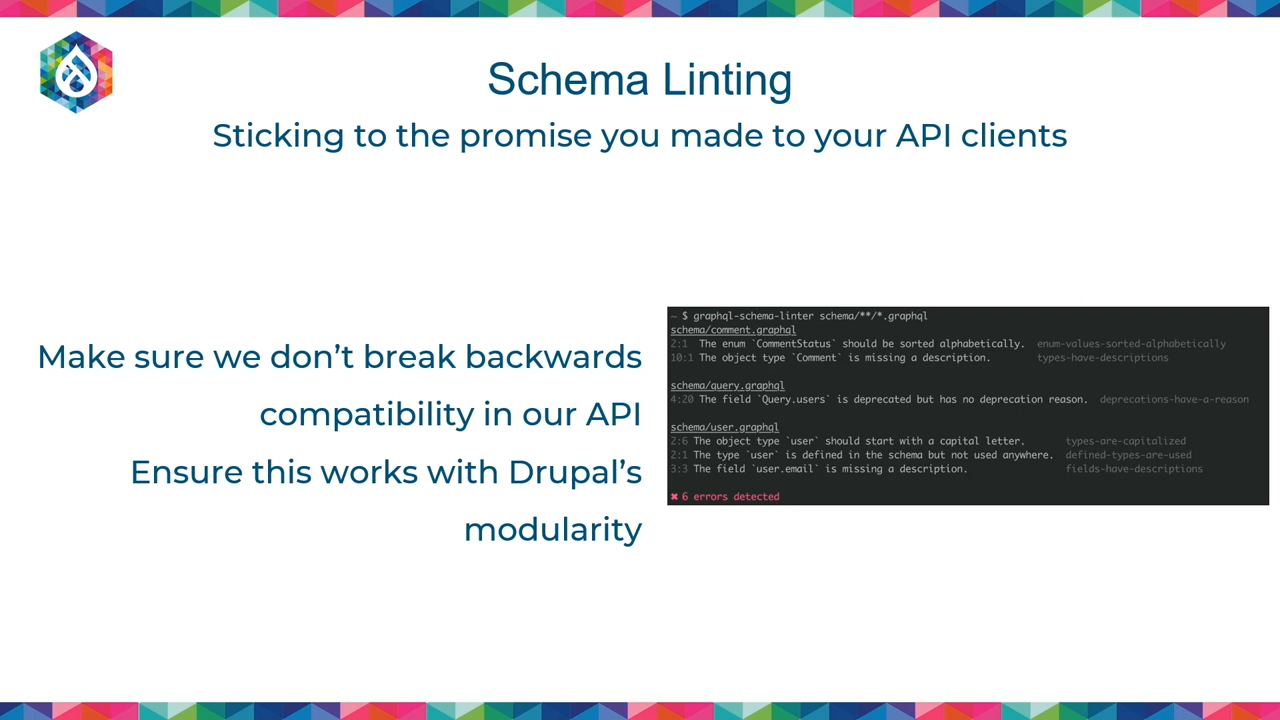 Schema Linting
Sticking to the promise you made to your API clients
Make sure we don’t break backwards
compatibility in our API
Ensure this works with Drupal’s
modularity
~ $ graphql-schema-linter schema/**/*.graphql
schema/comment.graphql
2:1 The enum `CommentStatus` should be sorted alphabetically. enum-values-sorted-alphabetically
10:1 The object type `Comment` is missing a description. types-have-descriptions
schema/query.graphql
4:20 The field `Query.users` is deprecated but has no deprecation reason. deprecations-have-a-reason
schema/user.graphql
2:6 The object type `user` should start with a capital letter. types-are-capitalized
2:1 The type `user` is defined in the schema but not used anywhere. defined-types-are-used
3:3 The field `user.email` is missing a description. fields-have-descriptions
✖ 6 errors detected